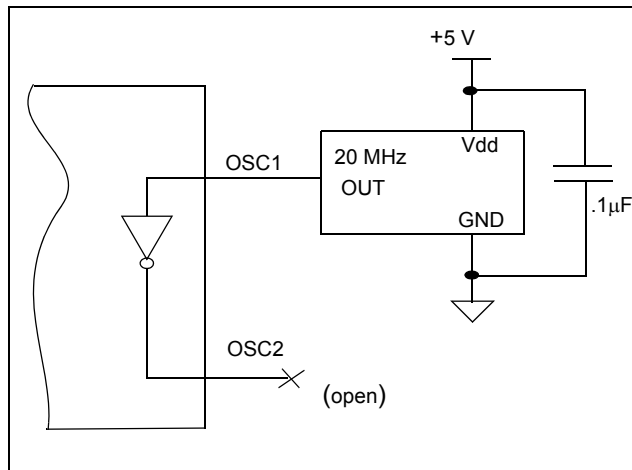 +5 V
20 MHz
Vdd
OSC1
OUT
.1μF
GND
OSC2
(open)